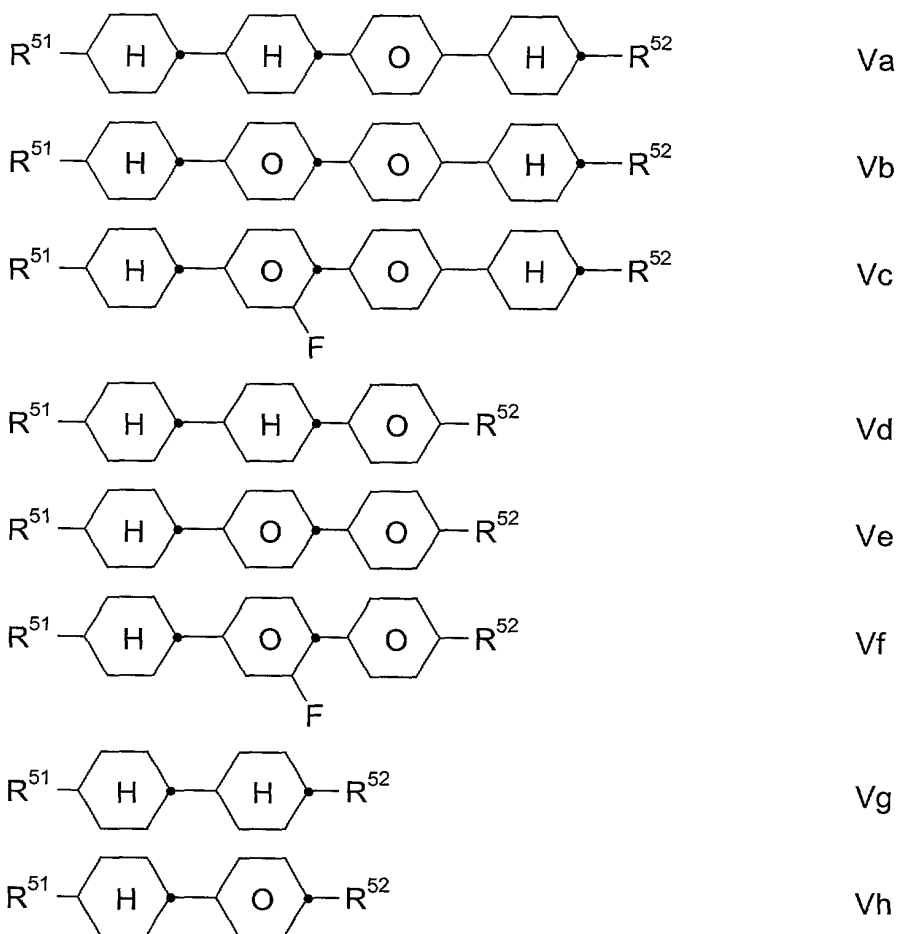 R⁵¹ H H O H R⁵² Va
R⁵¹ H O O H R⁵² Vb
R⁵¹ H O O H R⁵² Vc
F
R⁵¹ H H O R⁵² Vd
R⁵¹ H O O R⁵² Ve
R⁵¹ H O O R⁵² Vf
F
R⁵¹ H H R⁵² Vg
R⁵¹ H O R⁵² Vh